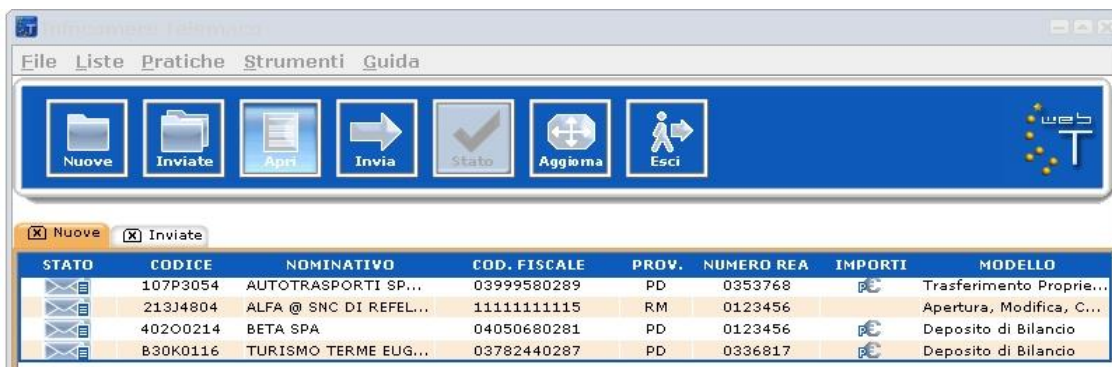 File Liste Pratiche Strumenti Guida
Nuove Inviate Apri Invia Stato Aggiorna Esci
web T
Nuove Inviate
STATO CODICE NOMINATIVO COD. FISCALE PROV. NUMERO REA IMPORTI MODELLO
107P3054 AUTOTRASPORTI SP... 03999580289 PD 0353768 Trasferimento Proprie...
213J4804 ALFA @ SNC DI REFEL... 11111111115 RM 0123456 Apertura, Modifica, C...
402O0214 BETA SPA 04050680281 PD 0123456 Deposito di Bilancio
B30K0116 TURISMO TERME EUG... 03782440287 PD 0336817 Deposito di Bilancio